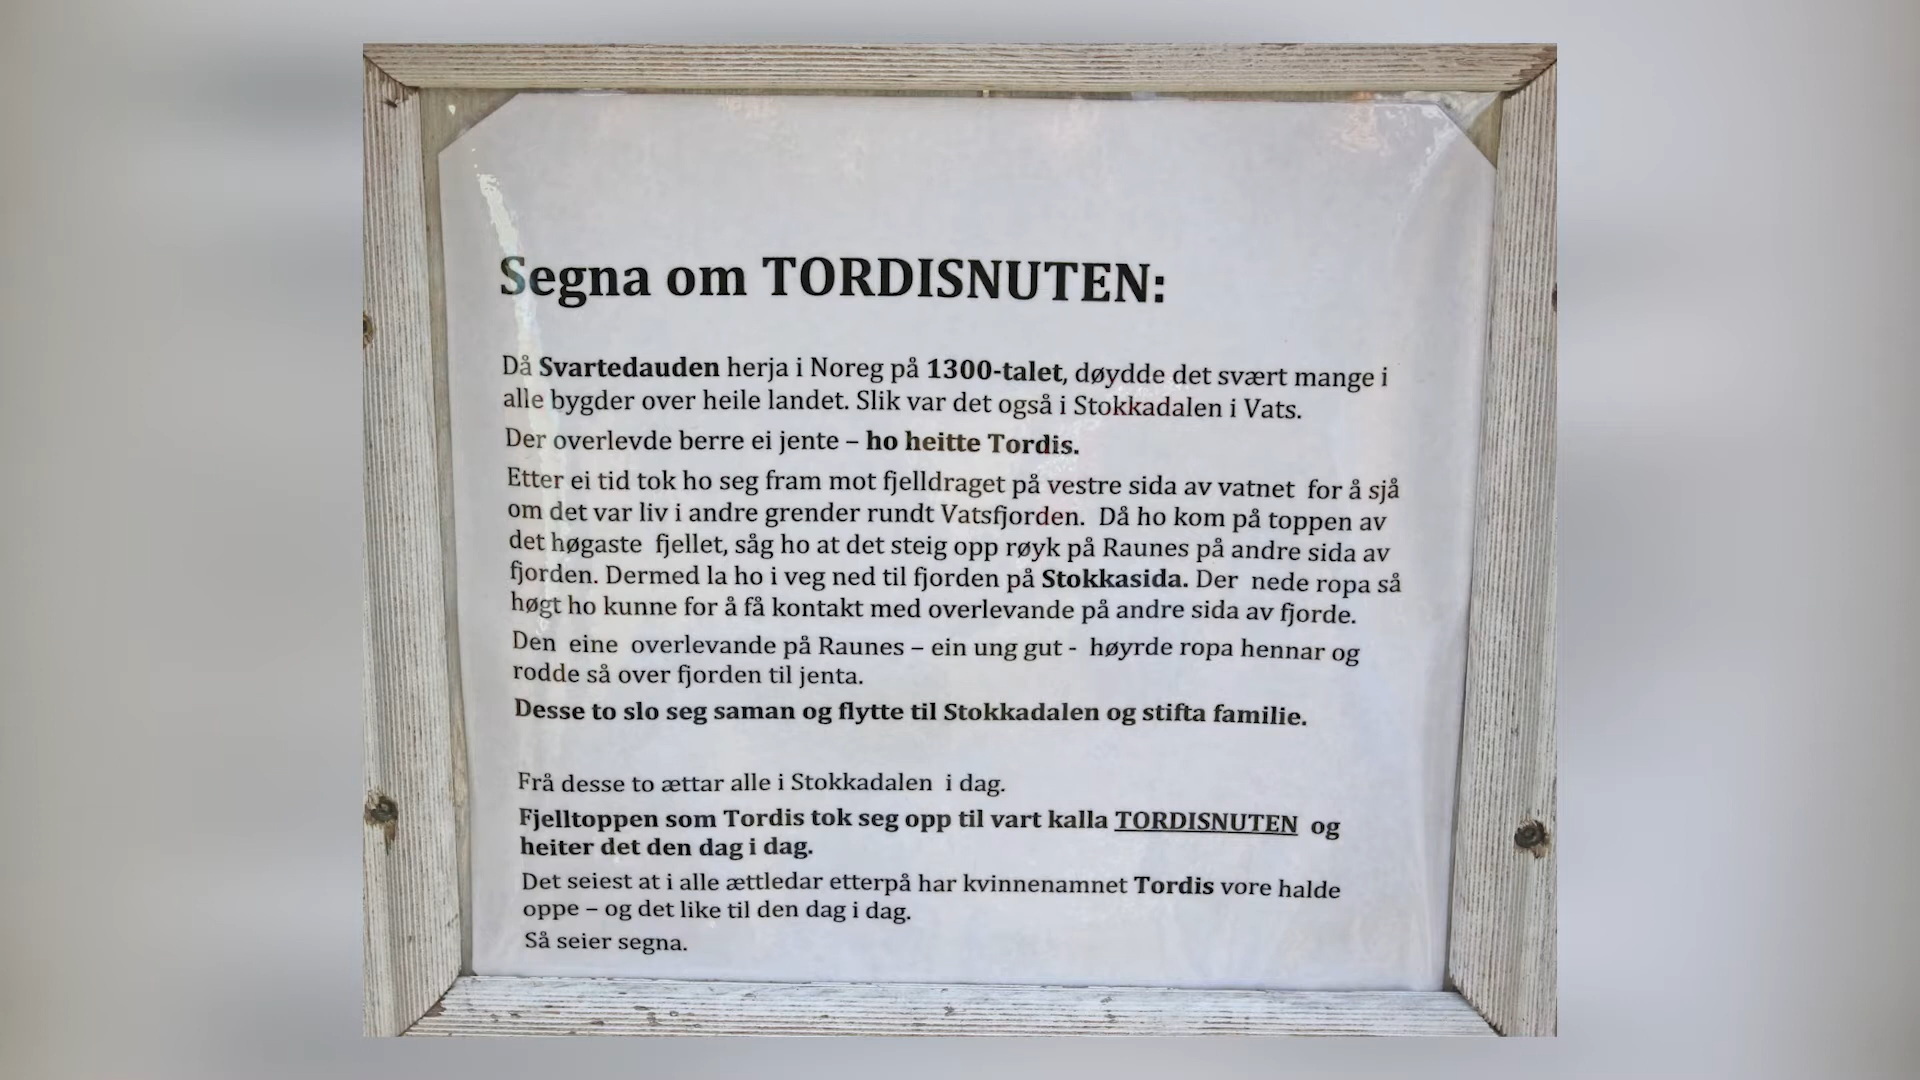 Segna om TORDISNUTEN:
Då Svartedauden herja i Noreg på 1300-talet, døydde det svært mange i
alle bygder over heile landet. Slik var det også i Stokkadalen i Vats.
Der overlevde berre ei jente – ho heitte Tordis.
Etter ei tid tok ho seg fram mot fjelldraget på vestre sida av vatnet for å sjå
om det var liv i andre grender rundt Vatsfjorden. Då ho kom på toppen av
det høgaste fjellet, såg ho at det steig opp røyk på Raunes på andre sida av
fjorden. Dermed la ho i veg ned til fjorden på Stokkasida. Der nede ropa så
høgt ho kunne for å få kontakt med overlevande på andre sida av fjorde.
Den eine overlevande på Raunes – ein ung gut - høyrde ropa hennar og
rodde så over fjorden til jenta.
Desse to slo seg saman og flytte til Stokkadalen og stifta familie.
Frå desse to ættar alle i Stokkadalen i dag.
Fjelltoppen som Tordis tok seg opp til vart kalla TORDISNUTEN og
heiter det den dag i dag.
Det seiest at i alle ættledar etterpå har kvinnenamnet Tordis vore halde
oppe – og det like til den dag i dag.
Så seier segna.